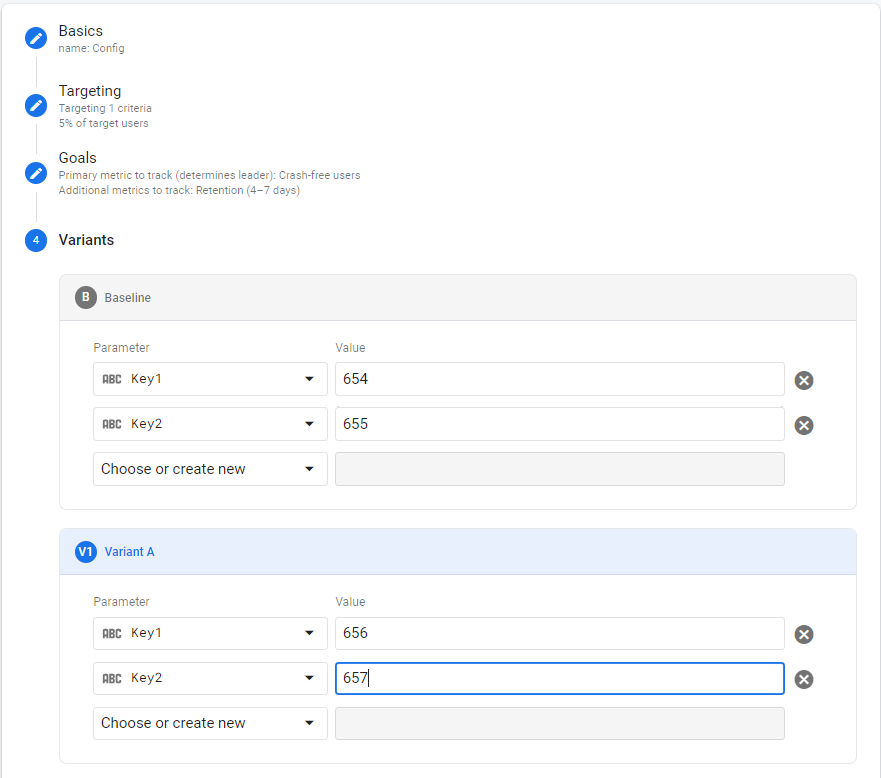 Basics
name: Config
Targeting
Targeting 1 criteria
5% of target users
Goals
Primary metric to track (determines leader): Crash-free users
Additional metrics to track: Retention (4–7 days)
4 Variants
B Baseline
Parameter Value
ABC Key1 654
ABC Key2 655
Choose or create new
V1 Variant A
Parameter Value
ABC Key1 656
ABC Key2 657
Choose or create new